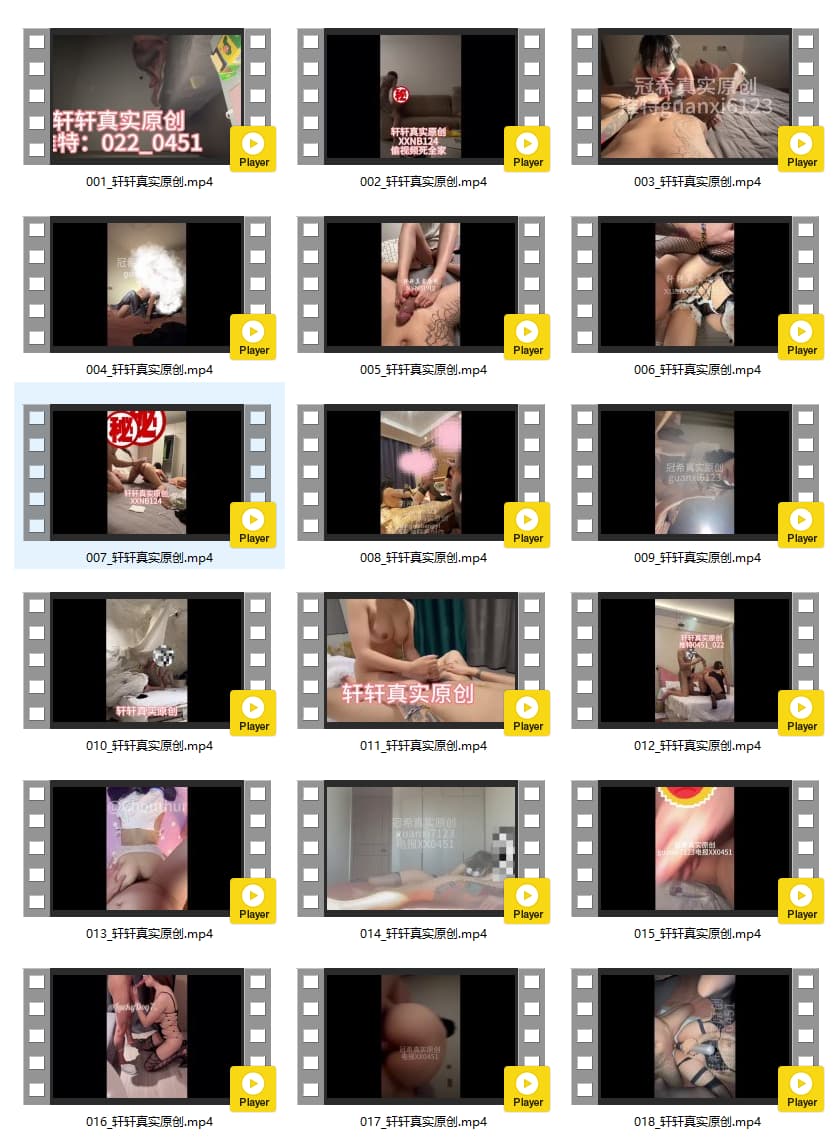 轩轩真实原创
推特：022_0451
Player
001_轩轩真实原创.mp4
秘
轩轩真实原创
XXNB124
偷视频死全家
Player
002_轩轩真实原创.mp4
冠希真实原创
推特guanxi6123
Player
003_轩轩真实原创.mp4
Player
004_轩轩真实原创.mp4
Player
005_轩轩真实原创.mp4
Player
006_轩轩真实原创.mp4
秘
秘
轩轩真实原创
XXNB124
Player
007_轩轩真实原创.mp4
Player
008_轩轩真实原创.mp4
冠希真实原创
guanxi6123
Player
009_轩轩真实原创.mp4
轩轩真实原创
Player
010_轩轩真实原创.mp4
轩轩真实原创
Player
011_轩轩真实原创.mp4
轩轩真实原创
推特0451_022
Player
012_轩轩真实原创.mp4
Player
013_轩轩真实原创.mp4
冠希真实原创
guanxi7123
电报XX0451
Player
014_轩轩真实原创.mp4
冠希真实原创
guanxi7123电报XX0451
Player
015_轩轩真实原创.mp4
Player
016_轩轩真实原创.mp4
冠希真实原创
电报XX0451
Player
017_轩轩真实原创.mp4
Player
018_轩轩真实原创.mp4